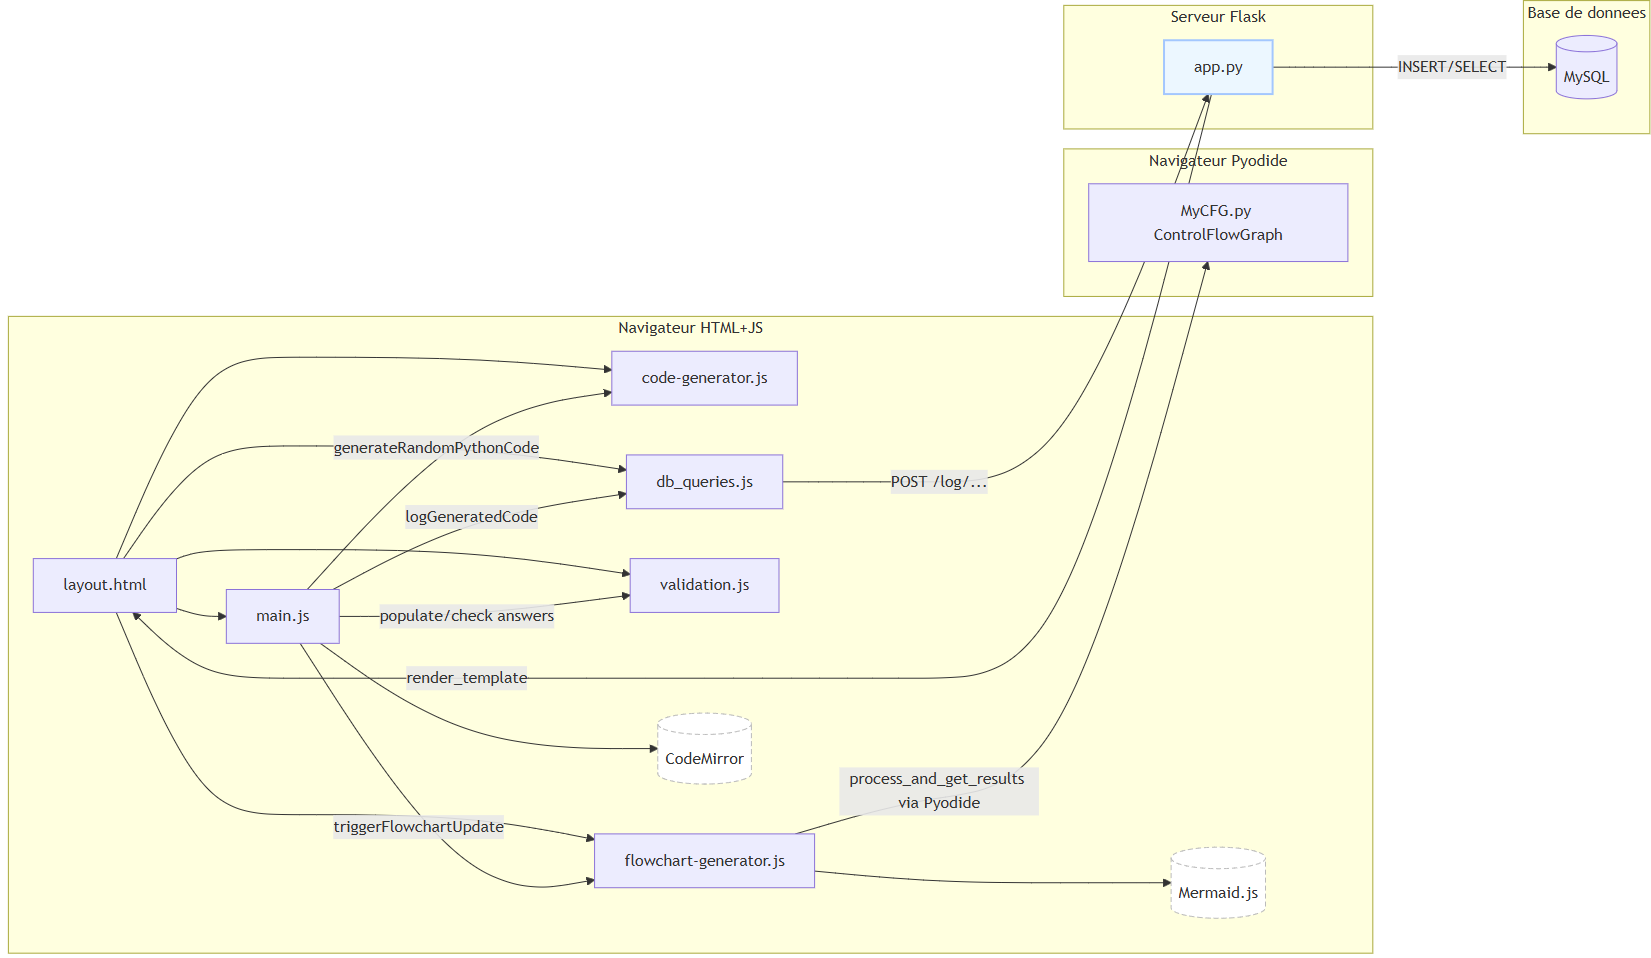 Serveur Flask
app.py
INSERT/SELECT
Base de donnees
MySQL
Navigateur Pyodide
MyCFG.py
ControlFlowGraph
Navigateur HTML+JS
code-generator.js
generateRandomPythonCode
db_queries.js
POST /log/...
logGeneratedCode
layout.html
main.js
validation.js
populate/check answers
render_template
CodeMirror
process_and_get_results
via Pyodide
triggerFlowchartUpdate
flowchart-generator.js
Mermaid.js